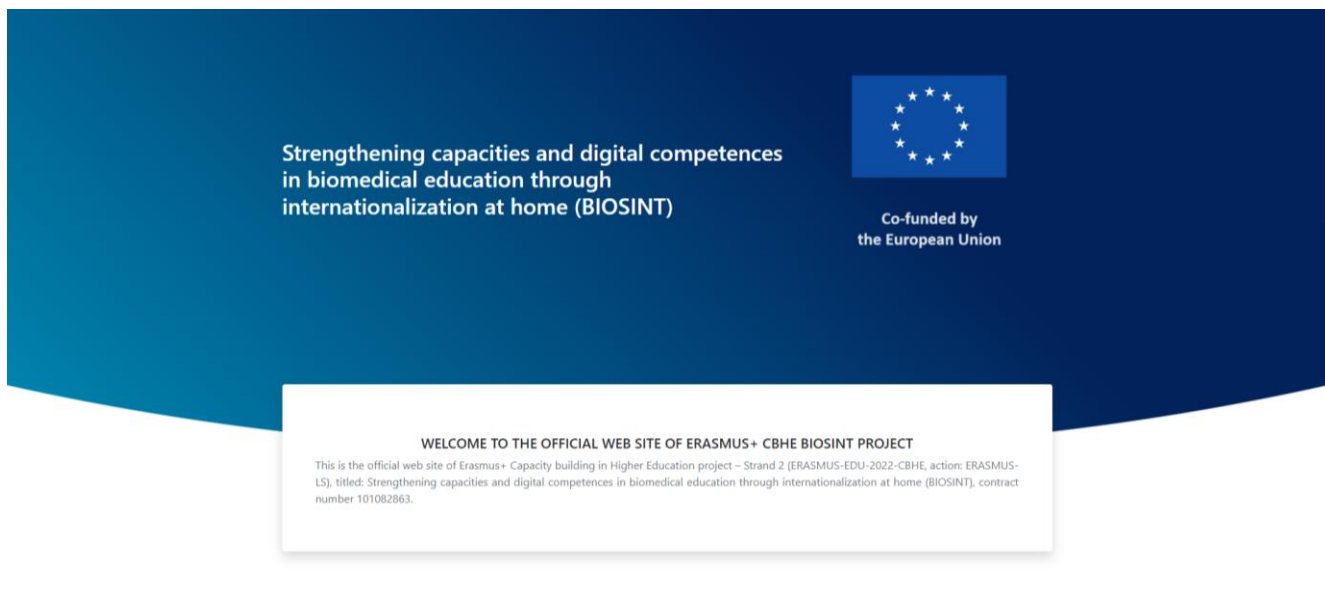 Strengthening capacities and digital competences
in biomedical education through
internationalization at home (BIOSINT)
Co-funded by
the European Union
WELCOME TO THE OFFICIAL WEB SITE OF ERASMUS+ CBHE BIOSINT PROJECT
This is the official web site of Erasmus+ Capacity building in Higher Education project – Strand 2 (ERASMUS-EDU-2022-CBHE, action: ERASMUS-
LS), titled: Strengthening capacities and digital competences in biomedical education through internationalization at home (BIOSINT), contract
number 101082863.